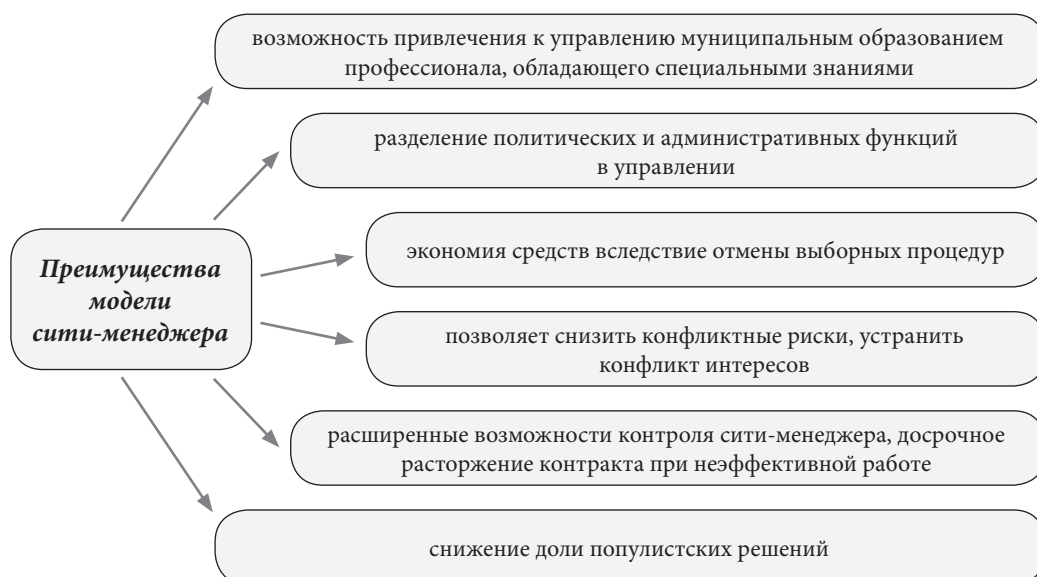 возможность привлечения к управлению муниципальным образованием
профессионала, обладающего специальными знаниями
разделение политических и административных функций
в управлении
экономия средств вследствие отмены выборных процедур
Преимущества
модели
сити-менеджера
позволяет снизить конфликтные риски, устранить
конфликт интересов
расширенные возможности контроля сити-менеджера, досрочное
расторжение контракта при неэффективной работе
снижение доли популистских решений